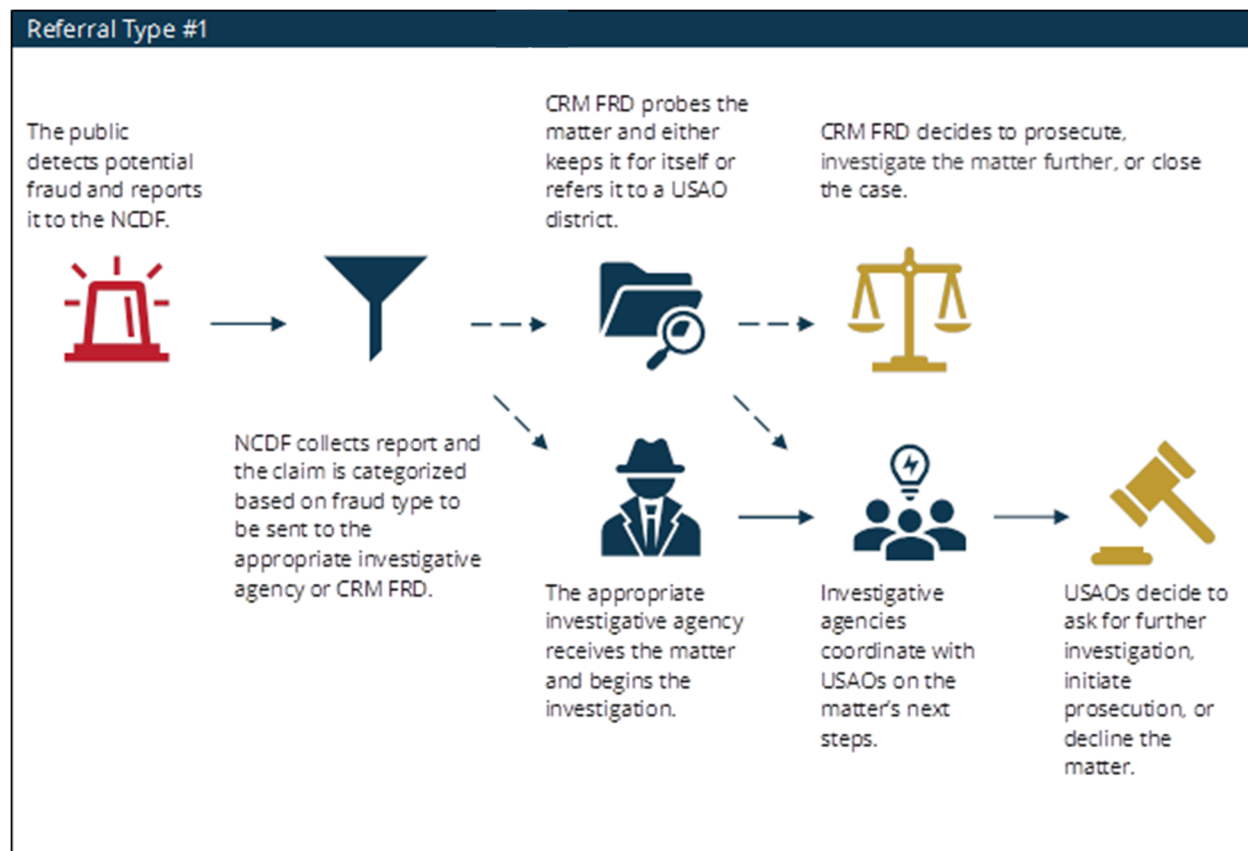 Referral Type #1
The public
detects potential
fraud and reports
it to the NCDF.
CRM FRD probes the
matter and either
keeps it for itself or
refers it to a USAO
district.
CRM FRD decides to prosecute,
investigate the matter further, or close
the case.
NCDF collects report and
the claim is categorized
based on fraud type to
be sent to the
appropriate investigative
agency or CRM FRD.
The appropriate
investigative agency
receives the matter
and begins the
investigation.
Investigative
agencies
coordinate with
USAOs on the
matter's next
steps.
USAOs decide to
ask for further
investigation,
initiate
prosecution, or
decline the
matter.